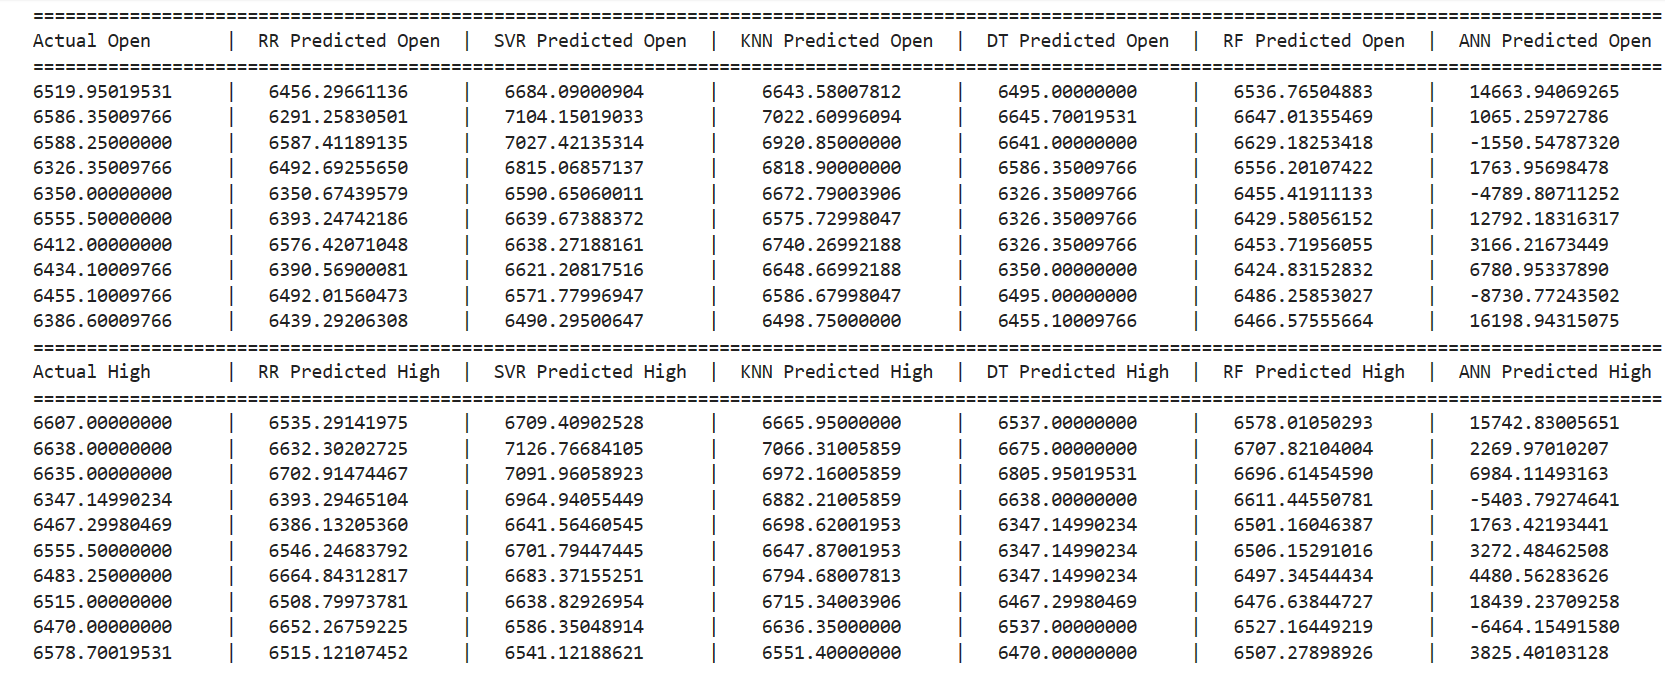 ===========================================================================================================================================================
Actual Open | RR Predicted Open | SVR Predicted Open | KNN Predicted Open | DT Predicted Open | RF Predicted Open | ANN Predicted Open
===========================================================================================================================================================
6519.95019531 | 6456.29661136 | 6684.09000904 | 6643.58007812 | 6495.00000000 | 6536.76504883 | 14663.94069265
6586.35009766 | 6291.25830501 | 7104.15019033 | 7022.60996094 | 6645.70019531 | 6647.01355469 | 1065.25972786
6588.25000000 | 6587.41189135 | 7027.42135314 | 6920.85000000 | 6641.00000000 | 6629.18253418 | -1550.54787320
6326.35009766 | 6492.69255650 | 6815.06857137 | 6818.90000000 | 6586.35009766 | 6556.20107422 | 1763.95698478
6350.00000000 | 6350.67439579 | 6590.65060011 | 6672.79003906 | 6326.35009766 | 6455.41911133 | -4789.80711252
6555.50000000 | 6393.24742186 | 6639.67388372 | 6575.72998047 | 6326.35009766 | 6429.58056152 | 12792.18316317
6412.00000000 | 6576.42071048 | 6638.27188161 | 6740.26992188 | 6326.35009766 | 6453.71956055 | 3166.21673449
6434.10009766 | 6390.56900081 | 6621.20817516 | 6648.66992188 | 6350.00000000 | 6424.83152832 | 6780.95337890
6455.10009766 | 6492.01560473 | 6571.77996947 | 6586.67998047 | 6495.00000000 | 6486.25853027 | -8730.77243502
6386.60009766 | 6439.29206308 | 6490.29500647 | 6498.75000000 | 6455.10009766 | 6466.57555664 | 16198.94315075
===========================================================================================================================================================
Actual High | RR Predicted High | SVR Predicted High | KNN Predicted High | DT Predicted High | RF Predicted High | ANN Predicted High
===========================================================================================================================================================
6607.00000000 | 6535.29141975 | 6709.40902528 | 6665.95000000 | 6537.00000000 | 6578.01050293 | 15742.83005651
6638.00000000 | 6632.30202725 | 7126.76684105 | 7066.31005859 | 6675.00000000 | 6707.82104004 | 2269.97010207
6635.00000000 | 6702.91474467 | 7091.96058923 | 6972.16005859 | 6805.95019531 | 6696.61454590 | 6984.11493163
6347.14990234 | 6393.29465104 | 6964.94055449 | 6882.21005859 | 6638.00000000 | 6611.44550781 | -5403.79274641
6467.29980469 | 6386.13205360 | 6641.56460545 | 6698.62001953 | 6347.14990234 | 6501.16046387 | 1763.42193441
6555.50000000 | 6546.24683792 | 6701.79447445 | 6647.87001953 | 6347.14990234 | 6506.15291016 | 3272.48462508
6483.25000000 | 6664.84312817 | 6683.37155251 | 6794.68007813 | 6347.14990234 | 6497.34544434 | 4480.56283626
6515.00000000 | 6508.79973781 | 6638.82926954 | 6715.34003906 | 6467.29980469 | 6476.63844727 | 18439.23709258
6470.00000000 | 6652.26759225 | 6586.35048914 | 6636.35000000 | 6537.00000000 | 6527.16449219 | -6464.15491580
6578.70019531 | 6515.12107452 | 6541.12188621 | 6551.40000000 | 6470.00000000 | 6507.27898926 | 3825.40103128